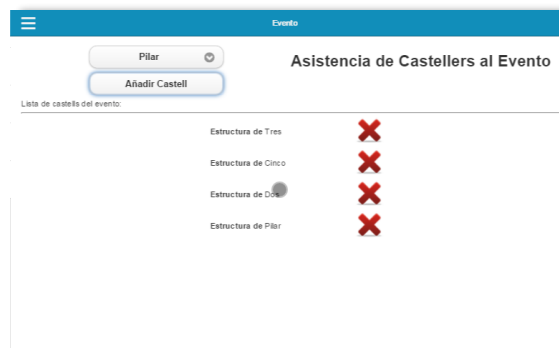 Evento
Pilar
Asistencia de Castellers al Evento
Añadir Castell
Lista de castells del evento:
Estructura de Tres
Estructura de Cinco
Estructura de Dos
Estructura de Pilar